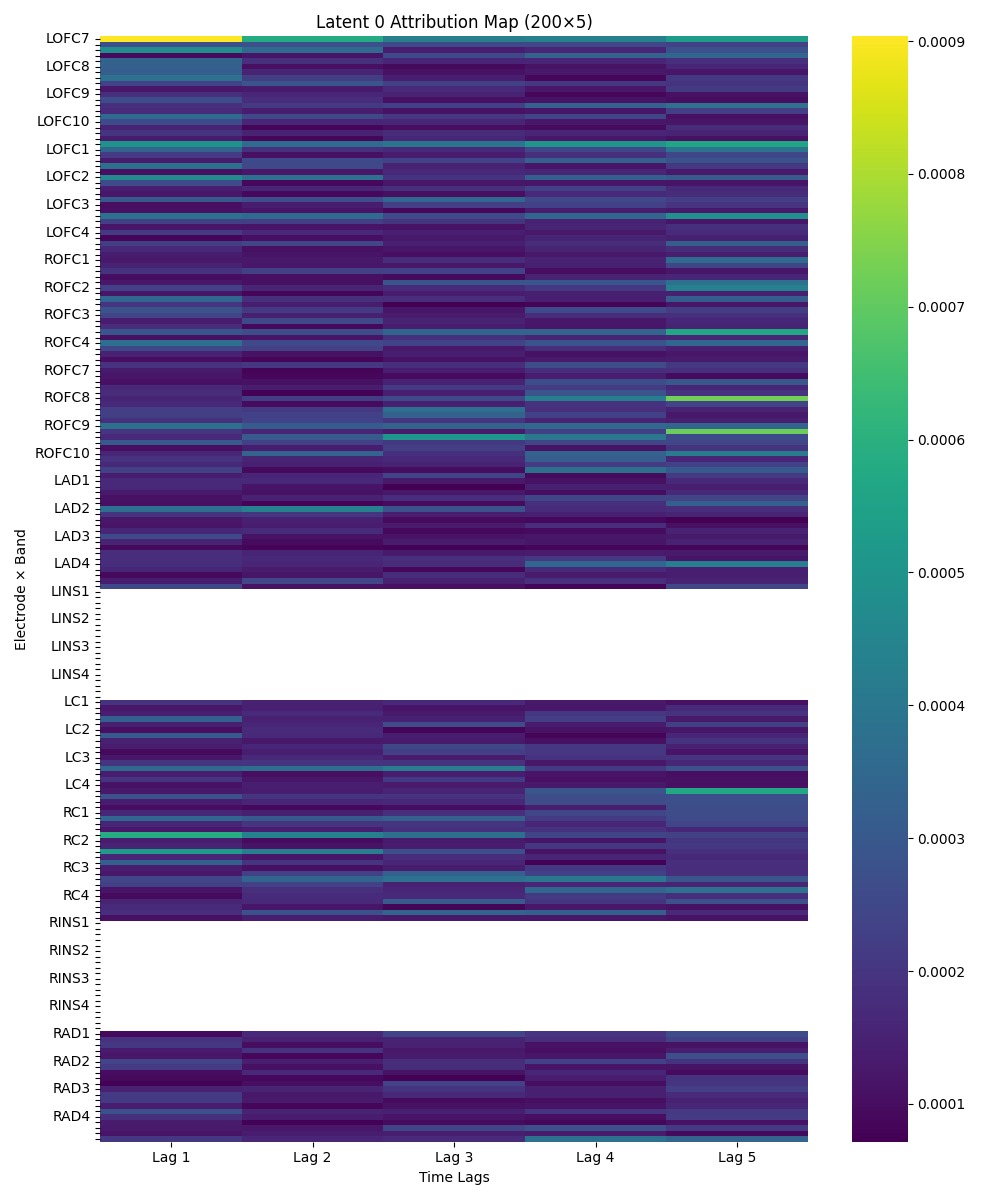 Latent 0 Attribution Map (200×5)
LOFC7
LOFC8
LOFC9
LOFC10
LOFC1
LOFC2
LOFC3
LOFC4
ROFC1
ROFC2
ROFC3
ROFC4
ROFC7
ROFC8
ROFC9
ROFC10
LAD1
LAD2
LAD3
LAD4
LINS1
LINS2
LINS3
LINS4
LC1
LC2
LC3
LC4
RC1
RC2
RC3
RC4
RINS1
RINS2
RINS3
RINS4
RAD1
RAD2
RAD3
RAD4
Electrode × Band
Lag 1 Lag 2 Lag 3 Lag 4 Lag 5
Time Lags
0.0009
0.0008
0.0007
0.0006
0.0005
0.0004
0.0003
0.0002
0.0001